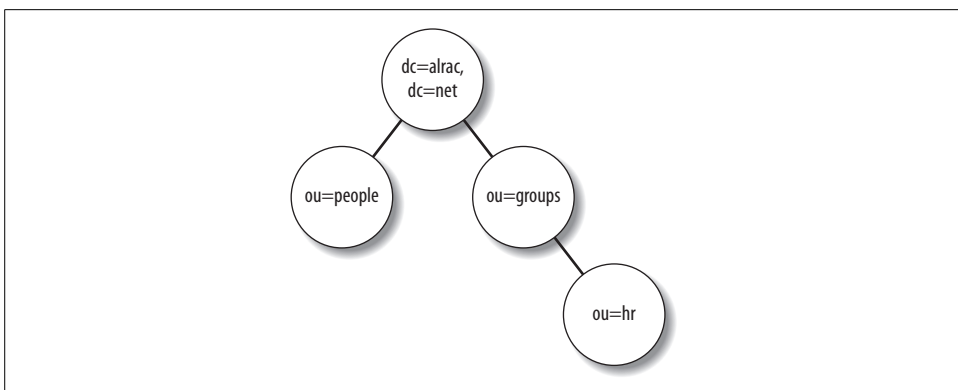 dc=alrac,
dc=net
ou=people
ou=groups
ou=hr